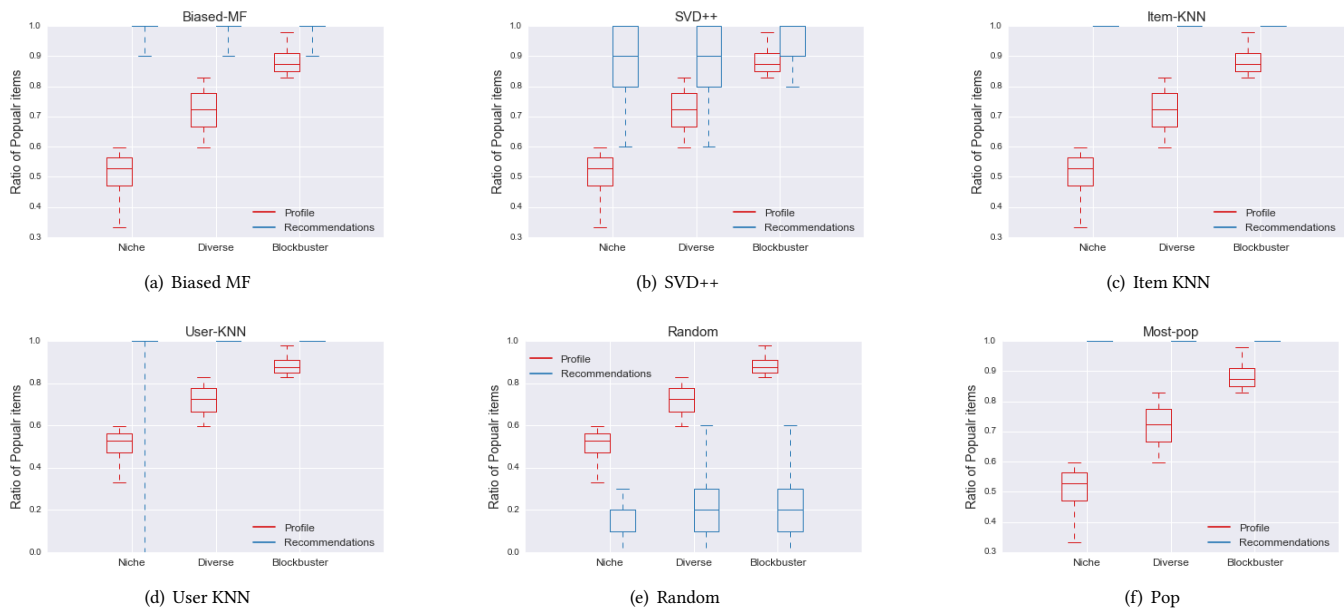 Biased-MF
1.0
0.9
0.8
0.7
0.6
0.5
0.4
0.3
Ratio of Popualr items
Profile
Recommendations
Niche Diverse Blockbuster
(a) Biased MF
SVD++
1.0
0.9
0.8
0.7
0.6
0.5
0.4
0.3
Ratio of Popualr items
Profile
Recommendations
Niche Diverse Blockbuster
(b) SVD++
Item-KNN
1.0
0.9
0.8
0.7
0.6
0.5
0.4
0.3
Ratio of Popualr items
Profile
Recommendations
Niche Diverse Blockbuster
(c) Item KNN
User-KNN
1.0
0.8
0.6
0.4
0.2
0.0
Ratio of Popualr items
Profile
Recommendations
Niche Diverse Blockbuster
(d) User KNN
Random
1.0
0.8
0.6
0.4
0.2
0.0
Ratio of Popualr items
Profile
Recommendations
Niche Diverse Blockbuster
(e) Random
Most-pop
1.0
0.9
0.8
0.7
0.6
0.5
0.4
0.3
Ratio of Popualr items
Profile
Recommendations
Niche Diverse Blockbuster
(f) Pop